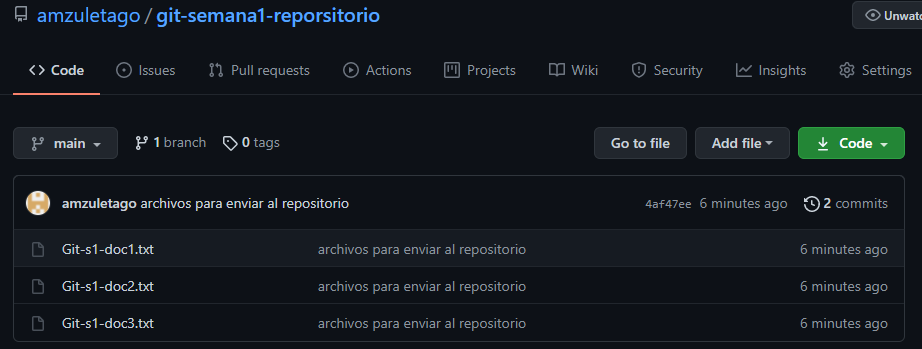 amzuletago / git-semana1-reporsitorio
Code Issues Pull requests Actions Projects Wiki Security Insights Settings
main 1 branch 0 tags Go to file Add file Code
amzuletago archivos para enviar al repositorio 4af47ee 6 minutes ago 2 commits
Git-s1-doc1.txt archivos para enviar al repositorio 6 minutes ago
Git-s1-doc2.txt archivos para enviar al repositorio 6 minutes ago
Git-s1-doc3.txt archivos para enviar al repositorio 6 minutes ago